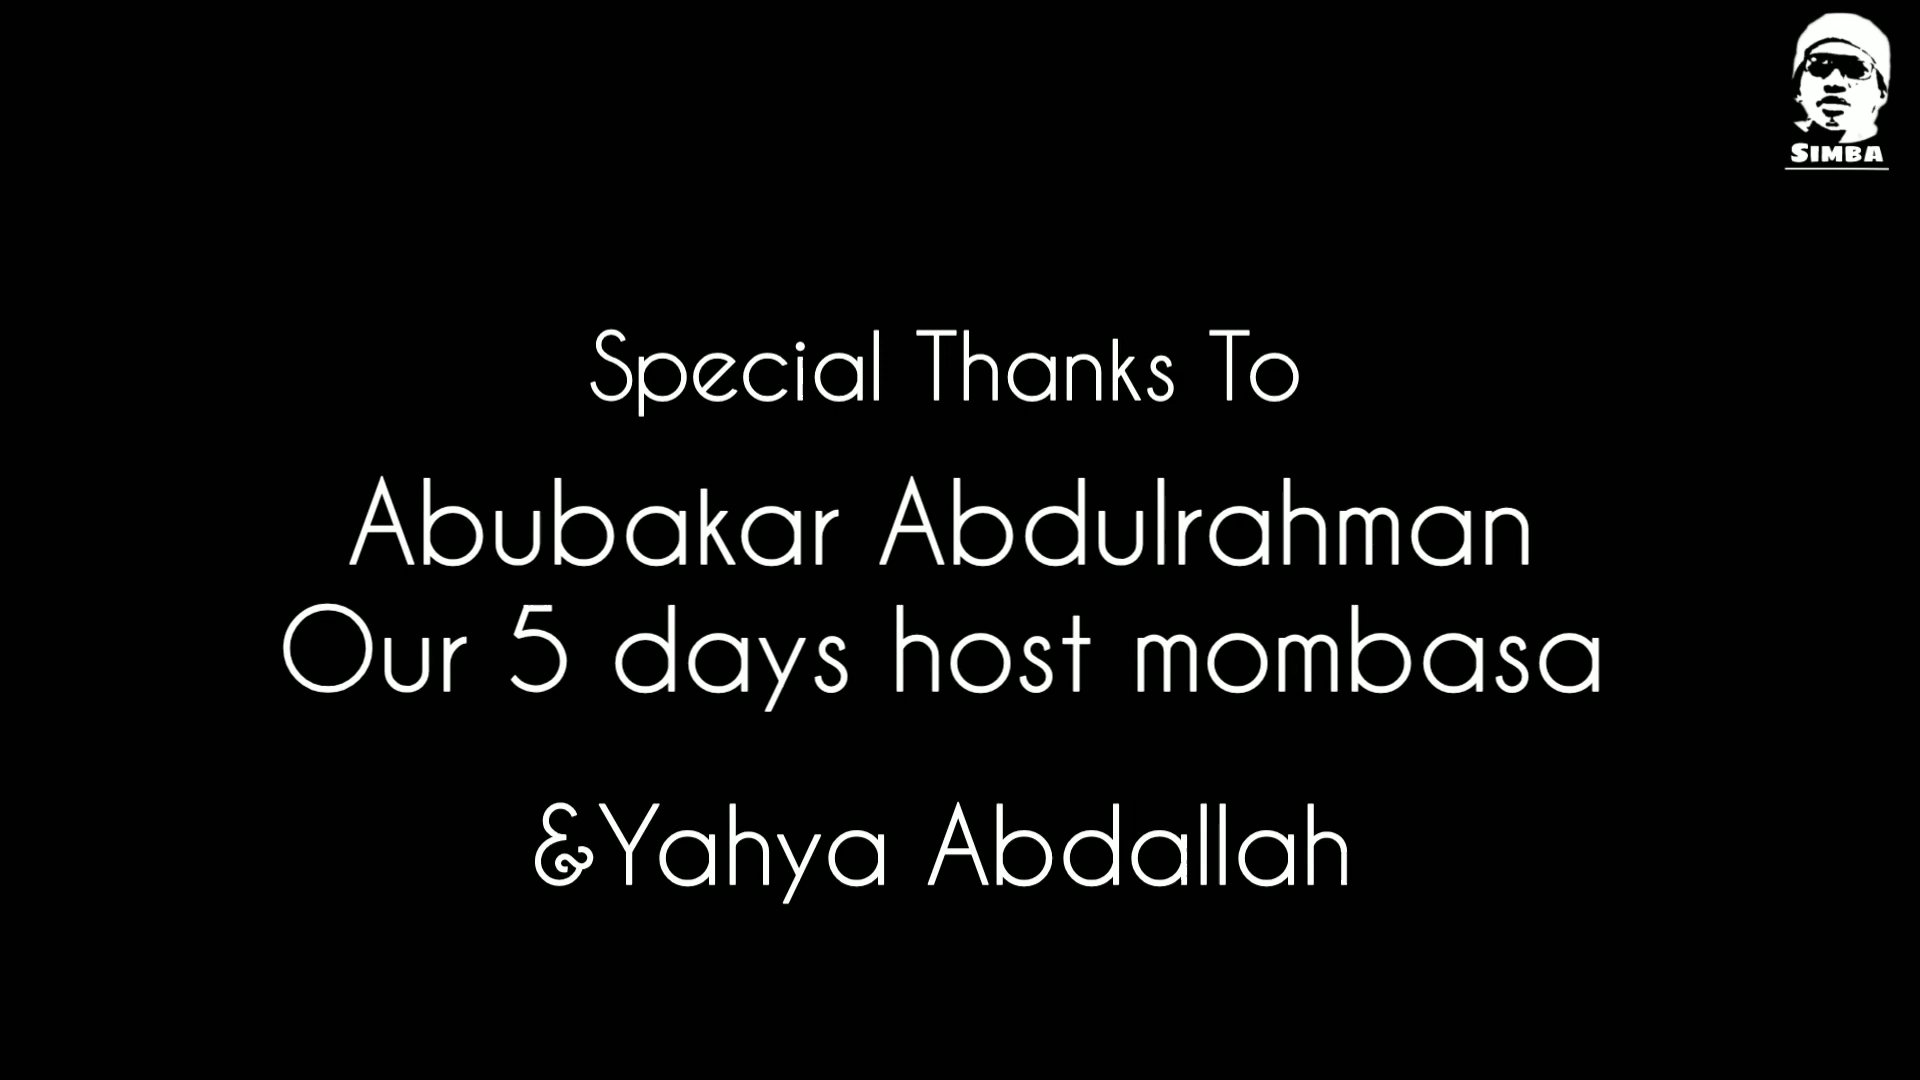 SIMBA
Special Thanks To
Abubakar Abdulrahman
Our 5 days host mombasa
&Yahya Abdallah